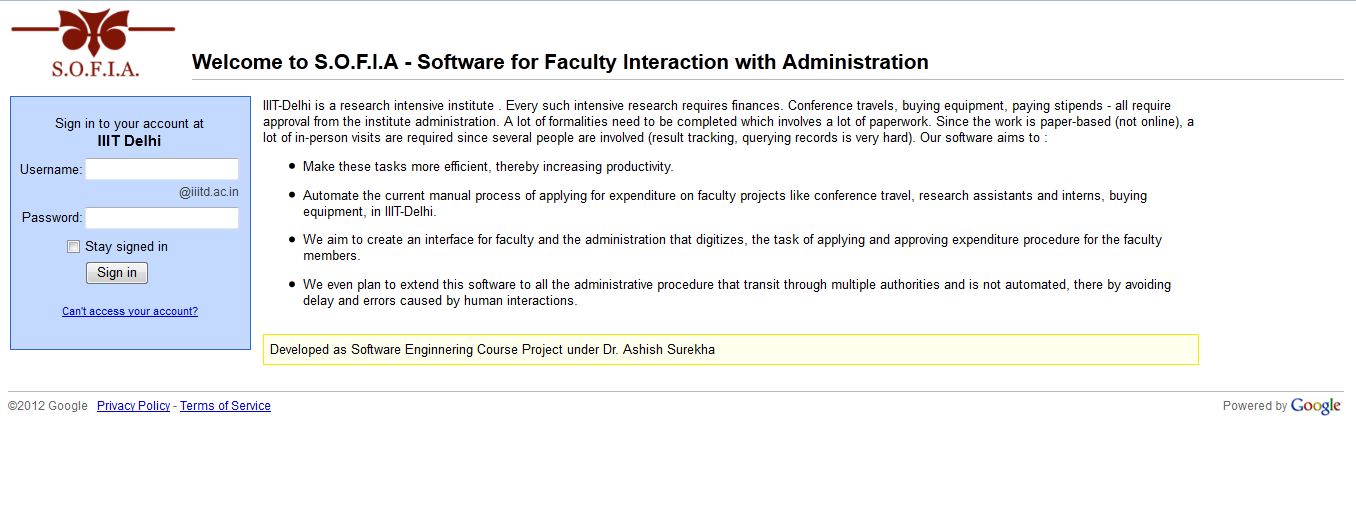 S.O.F.I.A.
Welcome to S.O.F.I.A - Software for Faculty Interaction with Administration
Sign in to your account at
IIIT Delhi
Username:
@iiitd.ac.in
Password:
Stay signed in
Sign in
Can't access your account?
IIIT-Delhi is a research intensive institute . Every such intensive research requires finances. Conference travels, buying equipment, paying stipends - all require
approval from the institute administration. A lot of formalities need to be completed which involves a lot of paperwork. Since the work is paper-based (not online), a
lot of in-person visits are required since several people are involved (result tracking, querying records is very hard). Our software aims to :
• Make these tasks more efficient, thereby increasing productivity.
• Automate the current manual process of applying for expenditure on faculty projects like conference travel, research assistants and interns, buying
equipment, in IIIT-Delhi.
• We aim to create an interface for faculty and the administration that digitizes, the task of applying and approving expenditure procedure for the faculty
members.
• We even plan to extend this software to all the administrative procedure that transit through multiple authorities and is not automated, there by avoiding
delay and errors caused by human interactions.
Developed as Software Enginnering Course Project under Dr. Ashish Surekha
©2012 Google Privacy Policy - Terms of Service
Powered by Google